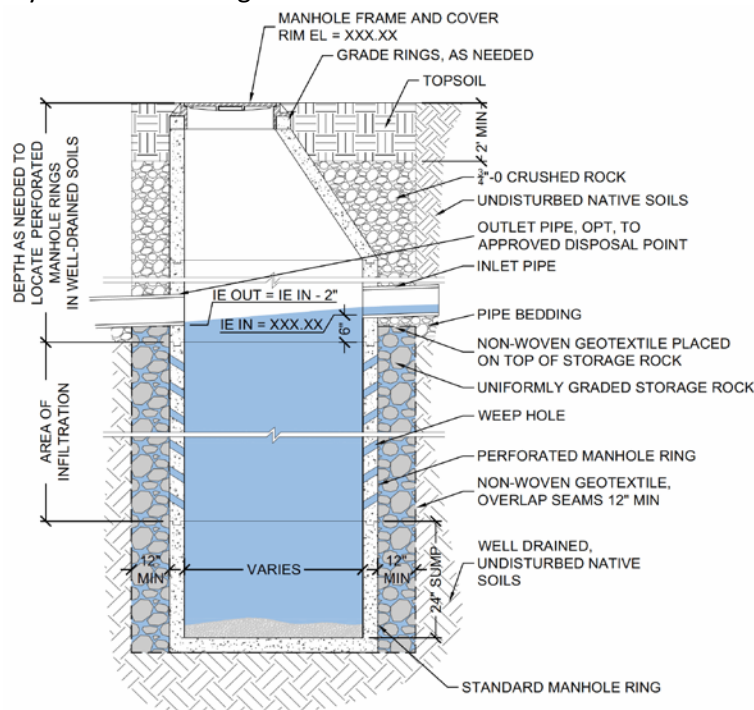 MANHOLE FRAME AND COVER
RIM EL = XXX.XX
GRADE RINGS, AS NEEDED
TOPSOIL
2' MIN
3/4"-0 CRUSHED ROCK
UNDISTURBED NATIVE SOILS
OUTLET PIPE, OPT, TO
APPROVED DISPOSAL POINT
INLET PIPE
DEPTH AS NEEDED TO
LOCATE PERFORATED
MANHOLE RINGS
IN WELL-DRAINED SOILS
IE OUT = IE IN - 2"
IE IN = XXX.XX
6"
PIPE BEDDING
NON-WOVEN GEOTEXTILE PLACED
ON TOP OF STORAGE ROCK
UNIFORMLY GRADED STORAGE ROCK
WEEP HOLE
AREA OF
INFILTRATION
PERFORATED MANHOLE RING
NON-WOVEN GEOTEXTILE,
OVERLAP SEAMS 12" MIN
12"
MIN
VARIES
12"
MIN
24" SUMP
WELL DRAINED,
UNDISTURBED NATIVE
SOILS
STANDARD MANHOLE RING